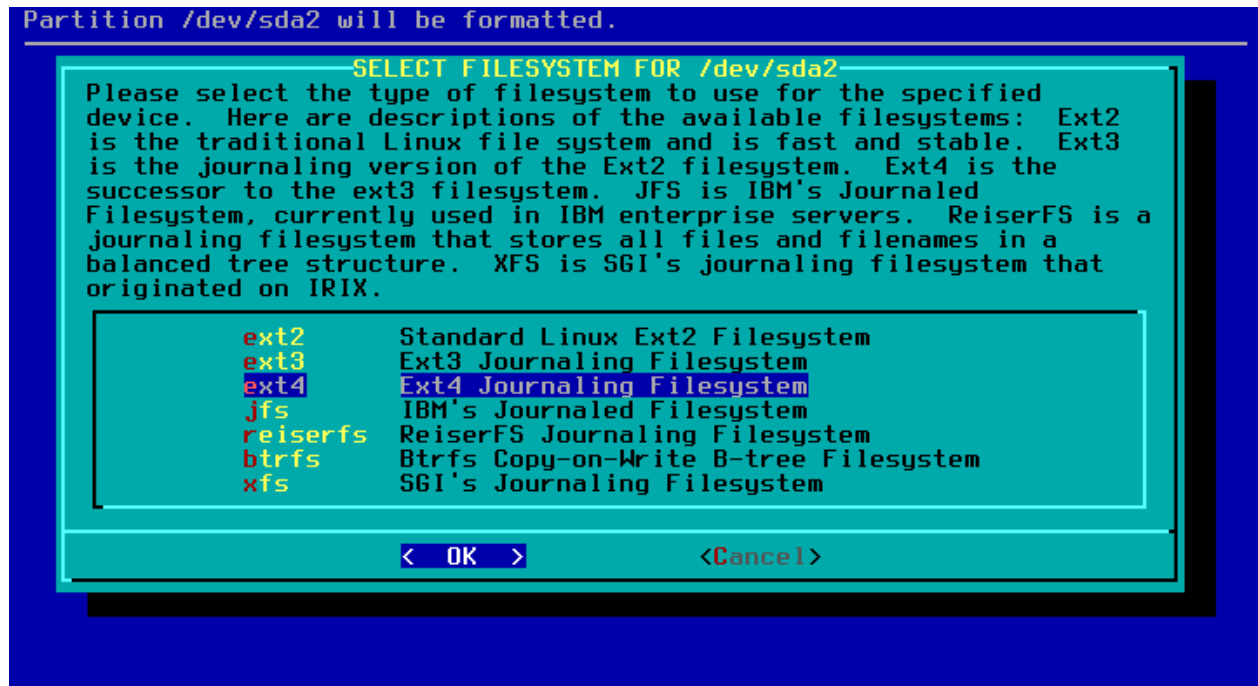 Partition /dev/sda2 will be formatted.
SELECT FILESYSTEM FOR /dev/sda2
Please select the type of filesystem to use for the specified
device.  Here are descriptions of the available filesystems:  Ext2
is the traditional Linux file system and is fast and stable.  Ext3
is the journaling version of the Ext2 filesystem.  Ext4 is the
successor to the ext3 filesystem.  JFS is IBM's Journaled
Filesystem, currently used in IBM enterprise servers.  ReiserFS is a
journaling filesystem that stores all files and filenames in a
balanced tree structure.  XFS is SGI's journaling filesystem that
originated on IRIX.
ext2 Standard Linux Ext2 Filesystem
ext3 Ext3 Journaling Filesystem
ext4 Ext4 Journaling Filesystem
jfs IBM's Journaled Filesystem
reiserfs ReiserFS Journaling Filesystem
btrfs Btrfs Copy-on-Write B-tree Filesystem
xfs SGI's Journaling Filesystem
<  OK  > <Cancel>